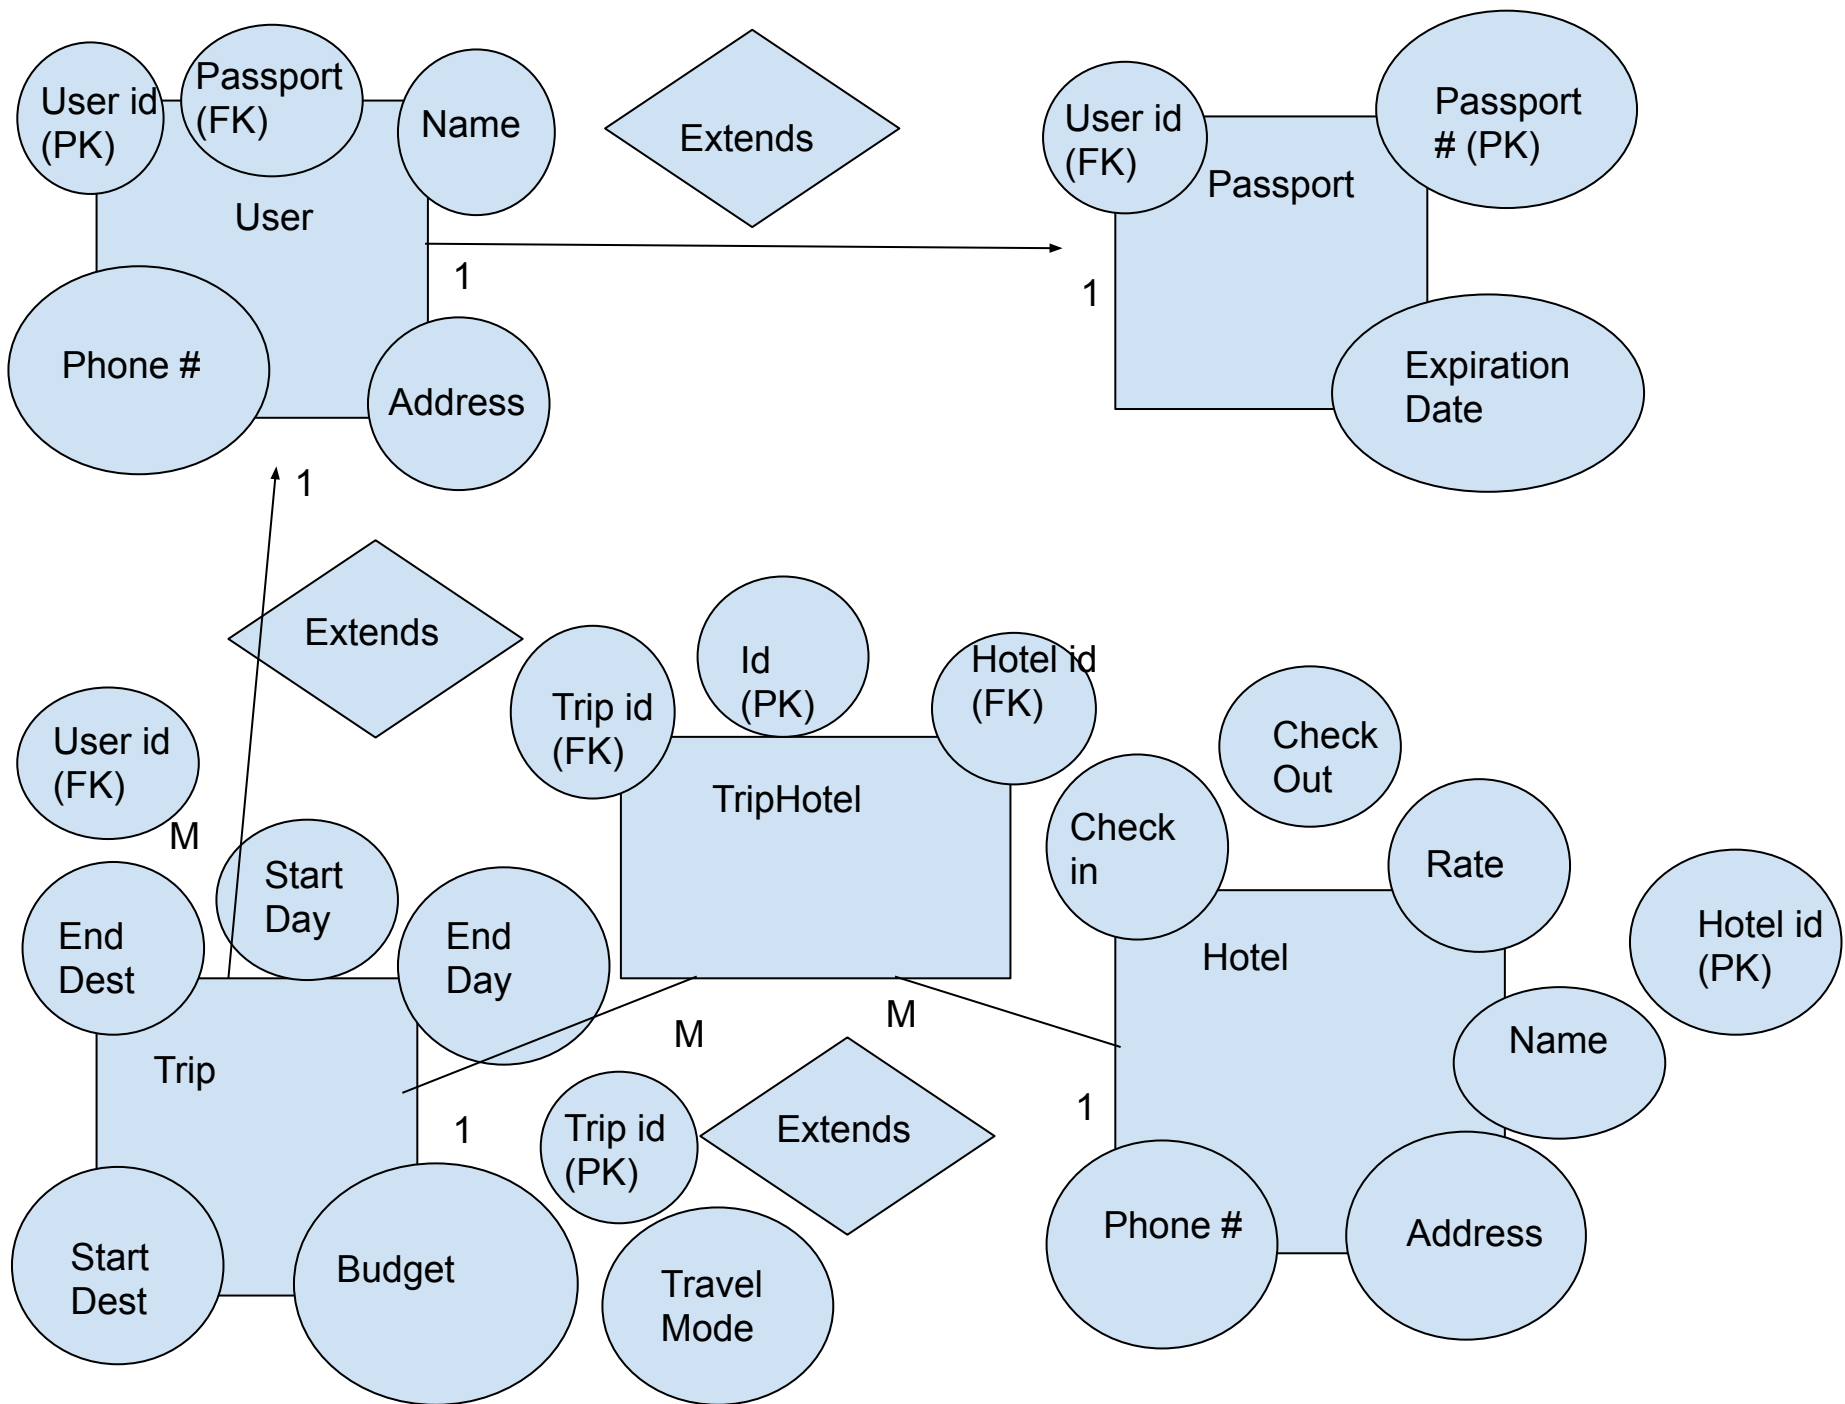 User id
(PK)
Passport
(FK)
Name
User
Phone #
Address
1
Extends
User id
(FK)
Passport
# (PK)
Passport
1
Expiration
Date
1
Extends
User id
(FK)
M
Start
Day
End
Dest
End
Day
Trip
1
Start
Dest
Budget
Trip id
(PK)
Travel
Mode
Trip id
(FK)
Id
(PK)
Hotel id
(FK)
TripHotel
M
M
Extends
Check
in
Check
Out
Rate
Hotel id
(PK)
Hotel
Name
1
Phone #
Address